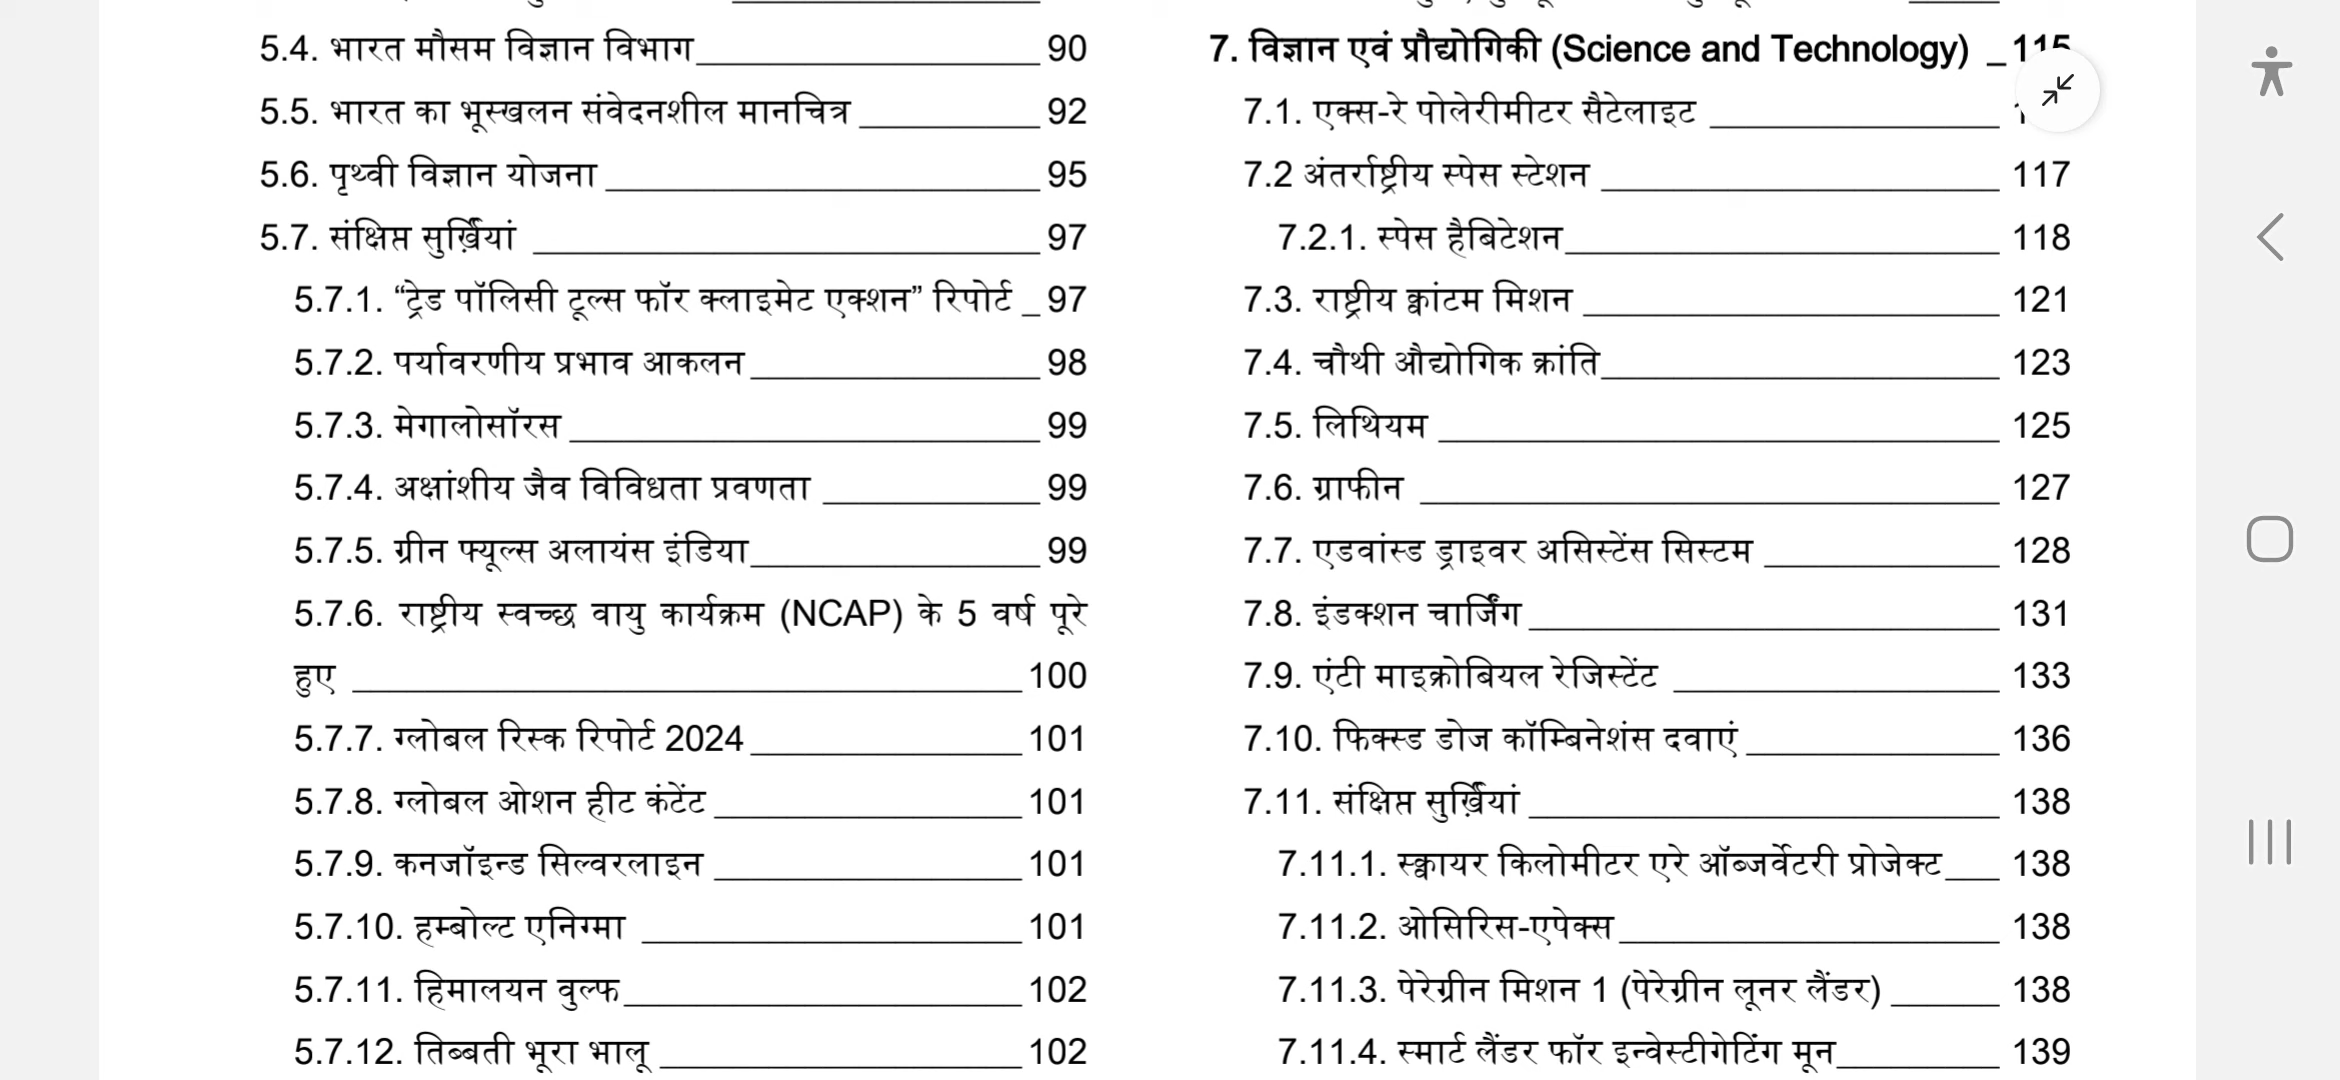 5.4. भारत मौसम विज्ञान विभाग 90
5.5. भारत का भूस्खलन संवेदनशील मानचित्र 92
5.6. पृथ्वी विज्ञान योजना 95
5.7. संक्षिप्त सुर्ख़ियां 97
5.7.1. “ट्रेड पॉलिसी टूल्स फॉर क्लाइमेट एक्शन” रिपोर्ट _ 97
5.7.2. पर्यावरणीय प्रभाव आकलन 98
5.7.3. मेगालोसॉरस 99
5.7.4. अक्षांशीय जैव विविधता प्रवणता 99
5.7.5. ग्रीन फ्यूल्स अलायंस इंडिया 99
5.7.6. राष्ट्रीय स्वच्छ वायु कार्यक्रम (NCAP) के 5 वर्ष पूरे
हुए 100
5.7.7. ग्लोबल रिस्क रिपोर्ट 2024 101
5.7.8. ग्लोबल ओशन हीट कंटेंट 101
5.7.9. कनजॉइन्ड सिल्वरलाइन 101
5.7.10. हम्बोल्ट एनिग्मा 101
5.7.11. हिमालयन वुल्फ 102
5.7.12. तिब्बती भूरा भालू 102
7. विज्ञान एवं प्रौद्योगिकी (Science and Technology) _ 115
7.1. एक्स-रे पोलेरीमीटर सैटेलाइट
7.2 अंतर्राष्ट्रीय स्पेस स्टेशन 117
7.2.1. स्पेस हैबिटेशन 118
7.3. राष्ट्रीय क्वांटम मिशन 121
7.4. चौथी औद्योगिक क्रांति 123
7.5. लिथियम 125
7.6. ग्राफीन 127
7.7. एडवांस्ड ड्राइवर असिस्टेंस सिस्टम 128
7.8. इंडक्शन चार्जिंग 131
7.9. एंटी माइक्रोबियल रेजिस्टेंट 133
7.10. फिक्स्ड डोज कॉम्बिनेशंस दवाएं 136
7.11. संक्षिप्त सुर्ख़ियां 138
7.11.1. स्क्वायर किलोमीटर एरे ऑब्जर्वेटरी प्रोजेक्ट 138
7.11.2. ओसिरिस-एपेक्स 138
7.11.3. पेरेग्रीन मिशन 1 (पेरेग्रीन लूनर लैंडर) 138
7.11.4. स्मार्ट लैंडर फॉर इन्वेस्टीगेटिंग मून 139